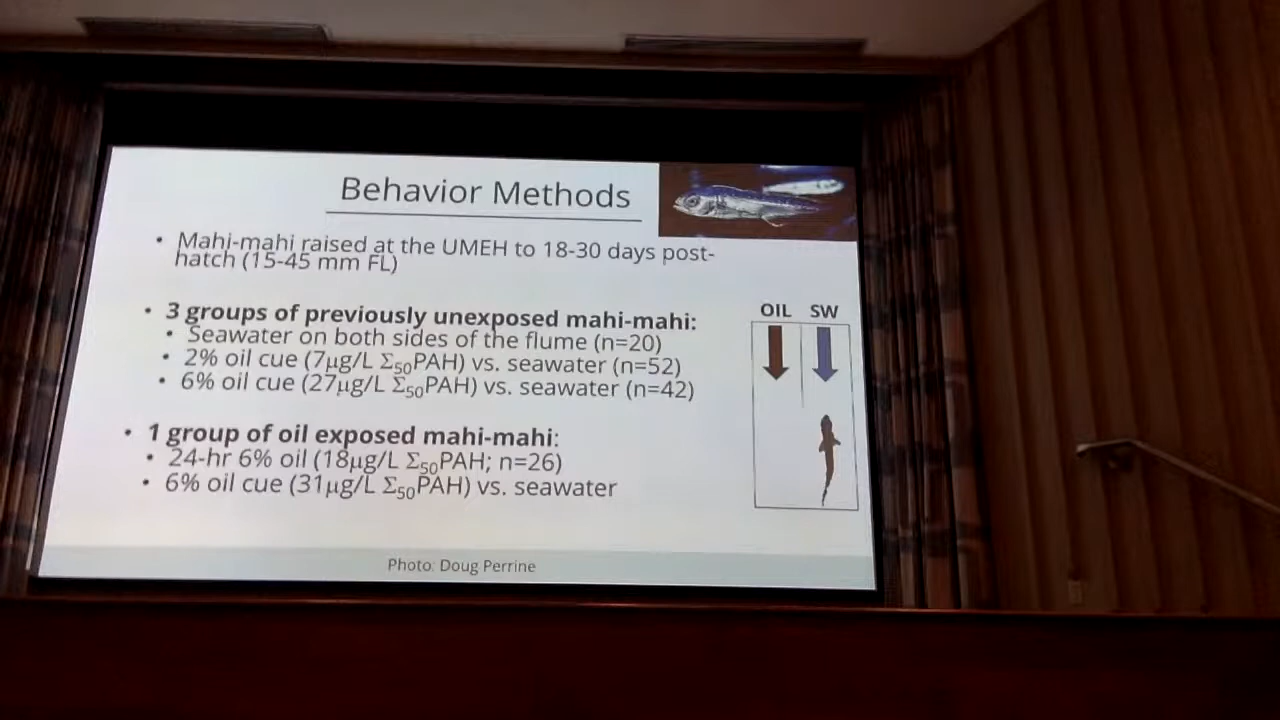 Behavior Methods
• Mahi-mahi raised at the UMEH to 18-30 days post-
hatch (15-45 mm FL)
• 3 groups of previously unexposed mahi-mahi:
• Seawater on both sides of the flume (n=20)
• 2% oil cue (7µg/L Σ50PAH) vs. seawater (n=52)
• 6% oil cue (27µg/L Σ50PAH) vs. seawater (n=42)
• 1 group of oil exposed mahi-mahi:
• 24-hr 6% oil (18µg/L Σ50PAH; n=26)
• 6% oil cue (31µg/L Σ50PAH) vs. seawater
OIL SW
Photo: Doug Perrine